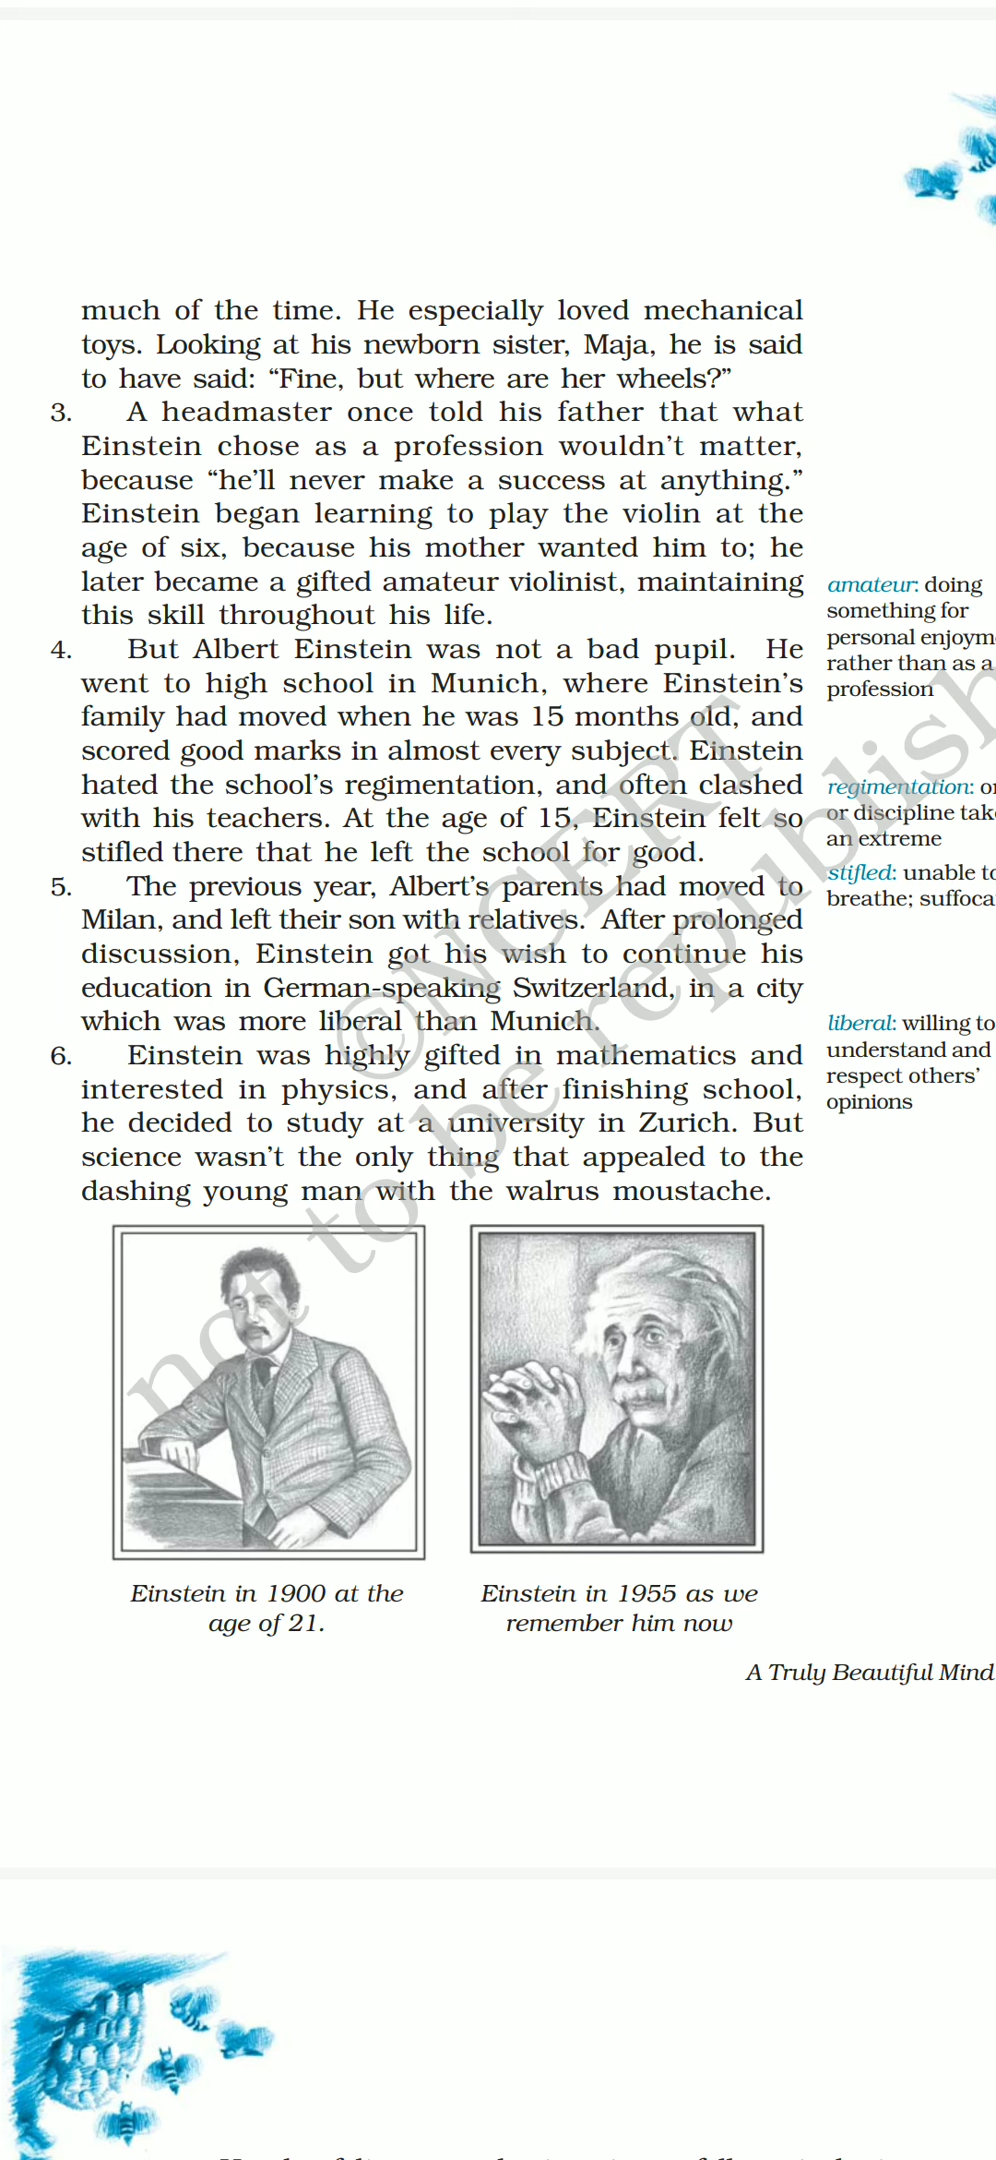 much of the time. He especially loved mechanical
toys. Looking at his newborn sister, Maja, he is said
to have said: “Fine, but where are her wheels?”
3. A headmaster once told his father that what
Einstein chose as a profession wouldn’t matter,
because “he’ll never make a success at anything.”
Einstein began learning to play the violin at the
age of six, because his mother wanted him to; he
later became a gifted amateur violinist, maintaining
this skill throughout his life.
4. But Albert Einstein was not a bad pupil. He
went to high school in Munich, where Einstein’s
family had moved when he was 15 months old, and
scored good marks in almost every subject. Einstein
hated the school’s regimentation, and often clashed
with his teachers. At the age of 15, Einstein felt so
stifled there that he left the school for good.
5. The previous year, Albert’s parents had moved to
Milan, and left their son with relatives. After prolonged
discussion, Einstein got his wish to continue his
education in German-speaking Switzerland, in a city
which was more liberal than Munich.
6. Einstein was highly gifted in mathematics and
interested in physics, and after finishing school,
he decided to study at a university in Zurich. But
science wasn’t the only thing that appealed to the
dashing young man with the walrus moustache.
amateur: doing
something for
personal enjoym
rather than as a
profession
regimentation: or
or discipline tak
an extreme
stifled: unable to
breathe; suffoca
liberal: willing to
understand and
respect others’
opinions
©NCERT
not to be republish
Einstein in 1900 at the
age of 21.
Einstein in 1955 as we
remember him now
A Truly Beautiful Mind